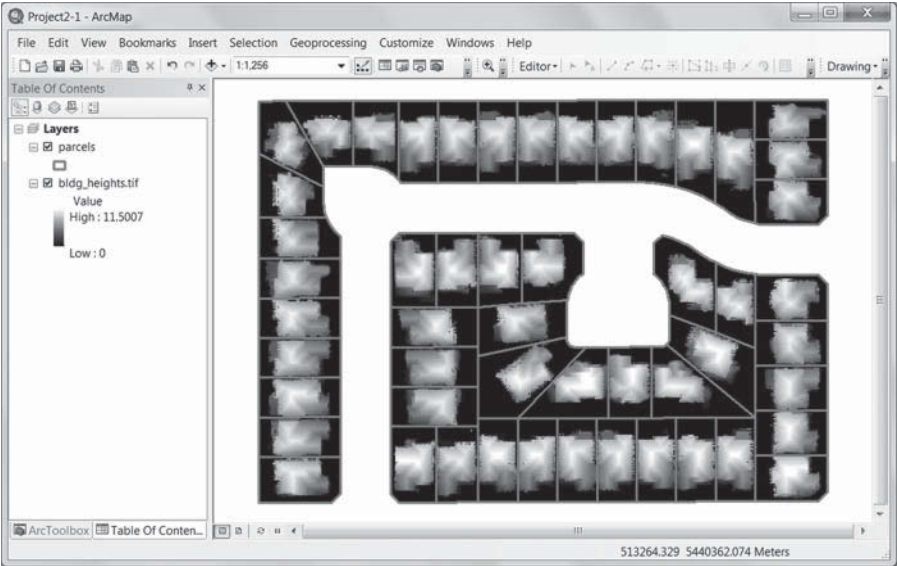 Project2-1 - ArcMap
File Edit View Bookmarks Insert Selection Geoprocessing Customize Windows Help
1:1,256 Editor Drawing
Table Of Contents
Layers
parcels
bldg_heights.tif
Value
High : 11.5007
Low : 0
ArcToolbox Table Of Conten...
513264.329 5440362.074 Meters